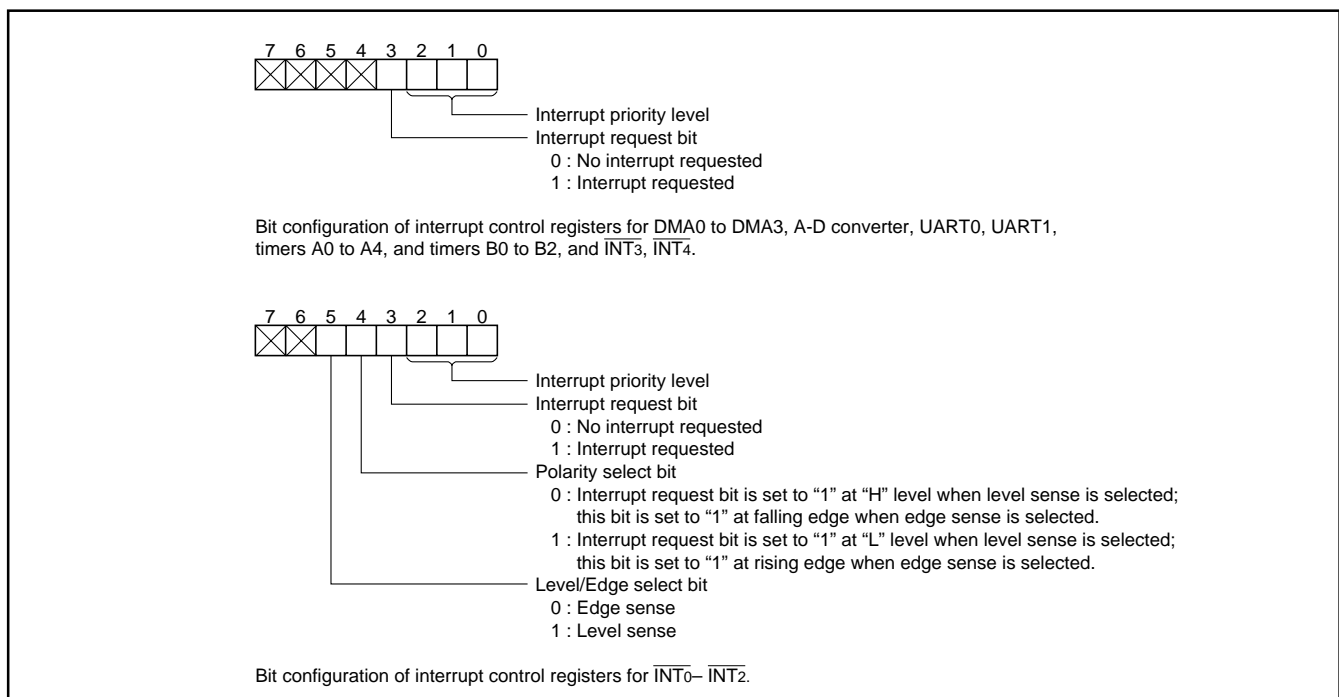 7 6 5 4 3 2 1 0
Interrupt priority level
Interrupt request bit
0 : No interrupt requested
1 : Interrupt requested
Bit configuration of interrupt control registers for DMA0 to DMA3, A-D converter, UART0, UART1,
timers A0 to A4, and timers B0 to B2, and INT3, INT4.
7 6 5 4 3 2 1 0
Interrupt priority level
Interrupt request bit
0 : No interrupt requested
1 : Interrupt requested
Polarity select bit
0 : Interrupt request bit is set to “1” at “H” level when level sense is selected;
this bit is set to “1” at falling edge when edge sense is selected.
1 : Interrupt request bit is set to “1” at “L” level when level sense is selected;
this bit is set to “1” at rising edge when edge sense is selected.
Level/Edge select bit
0 : Edge sense
1 : Level sense
Bit configuration of interrupt control registers for INT0– INT2.